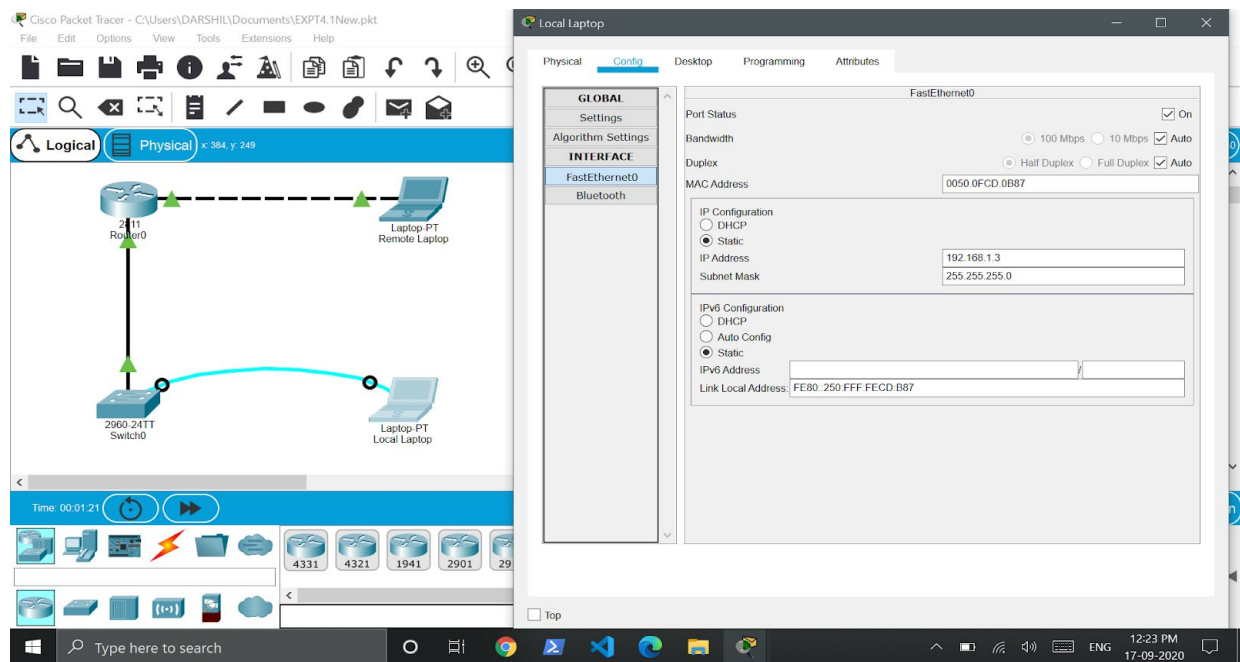 Cisco Packet Tracer - C:\Users\DARSHIL\Documents\EXPT4.1New.pkt
File Edit Options View Tools Extensions Help
Logical Physical x: 384, y: 249
2811
Router0
Laptop-PT
Remote Laptop
2960-24TT
Switch0
Laptop-PT
Local Laptop
Time: 00:01:21
4331 4321 1941 2901 29
Local Laptop
Physical Config Desktop Programming Attributes
GLOBAL
Settings
Algorithm Settings
INTERFACE
FastEthernet0
Bluetooth
FastEthernet0
Port Status On
Bandwidth 100 Mbps 10 Mbps Auto
Duplex Half Duplex Full Duplex Auto
MAC Address 0050.0FCD.0B87
IP Configuration
DHCP
Static
IP Address 192.168.1.3
Subnet Mask 255.255.255.0
IPv6 Configuration
DHCP
Auto Config
Static
IPv6 Address /
Link Local Address: FE80::250:FFF:FECD:B87
Top
Type here to search
ENG
12:23 PM
17-09-2020